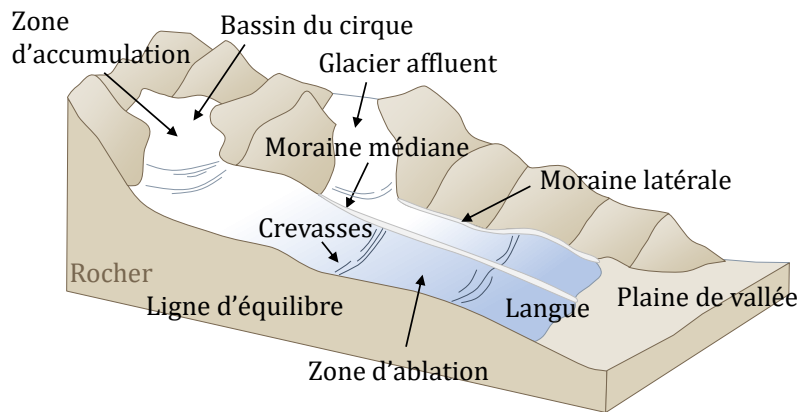 Zone
d'accumulation
Bassin du cirque
Glacier affluent
Moraine médiane
Moraine latérale
Crevasses
Rocher
Ligne d'équilibre
Langue
Plaine de vallée
Zone d'ablation